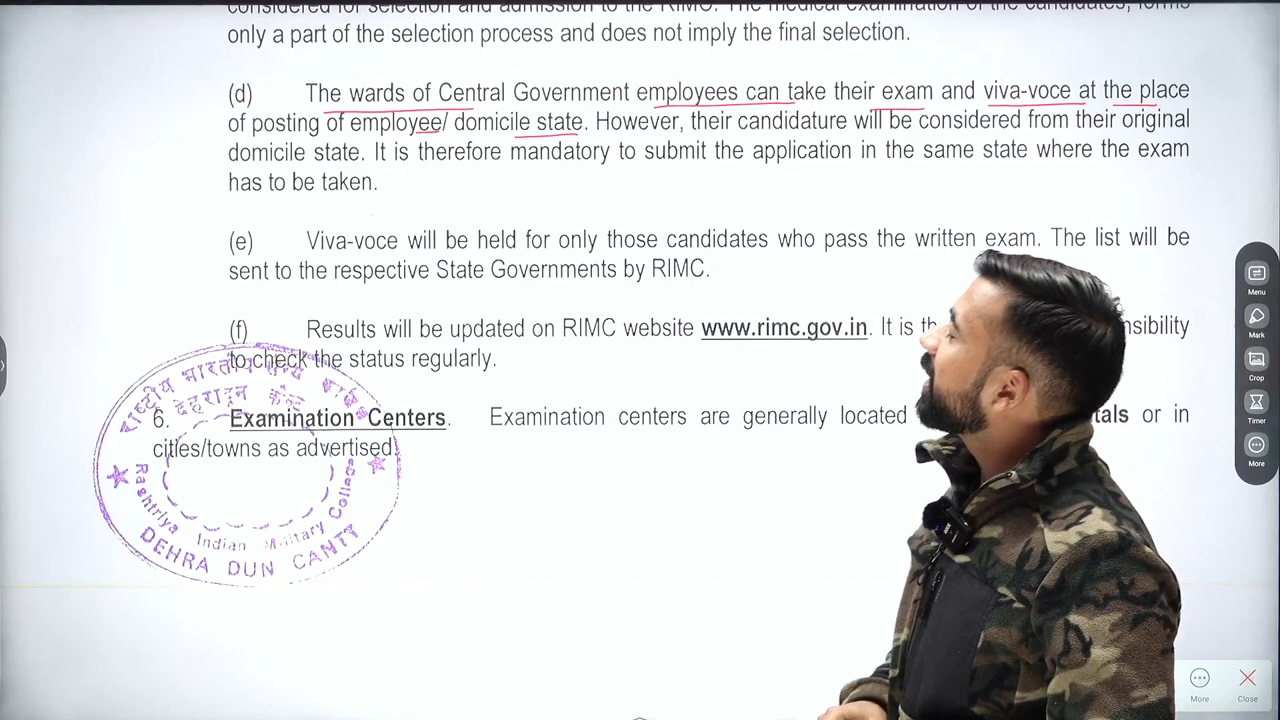 considered for selection and admission to the RIMC. The medical examination of the candidates, forms
only a part of the selection process and does not imply the final selection.
(d) The wards of Central Government employees can take their exam and viva-voce at the place
of posting of employee/ domicile state. However, their candidature will be considered from their original
domicile state. It is therefore mandatory to submit the application in the same state where the exam
has to be taken.
(e) Viva-voce will be held for only those candidates who pass the written exam. The list will be
sent to the respective State Governments by RIMC.
(f) Results will be updated on RIMC website www.rimc.gov.in. It is
to check the status regularly.
6. Examination Centers. Examination centers are generally located or in
cities/towns as advertised.
राष्ट्रीय भारतीय सैन्य
देहरादून कैन्ट
Rashtriya Indian Military College
DEHRA DUN CANTT
Menu
Mark
Crop
Timer
More
More
Close